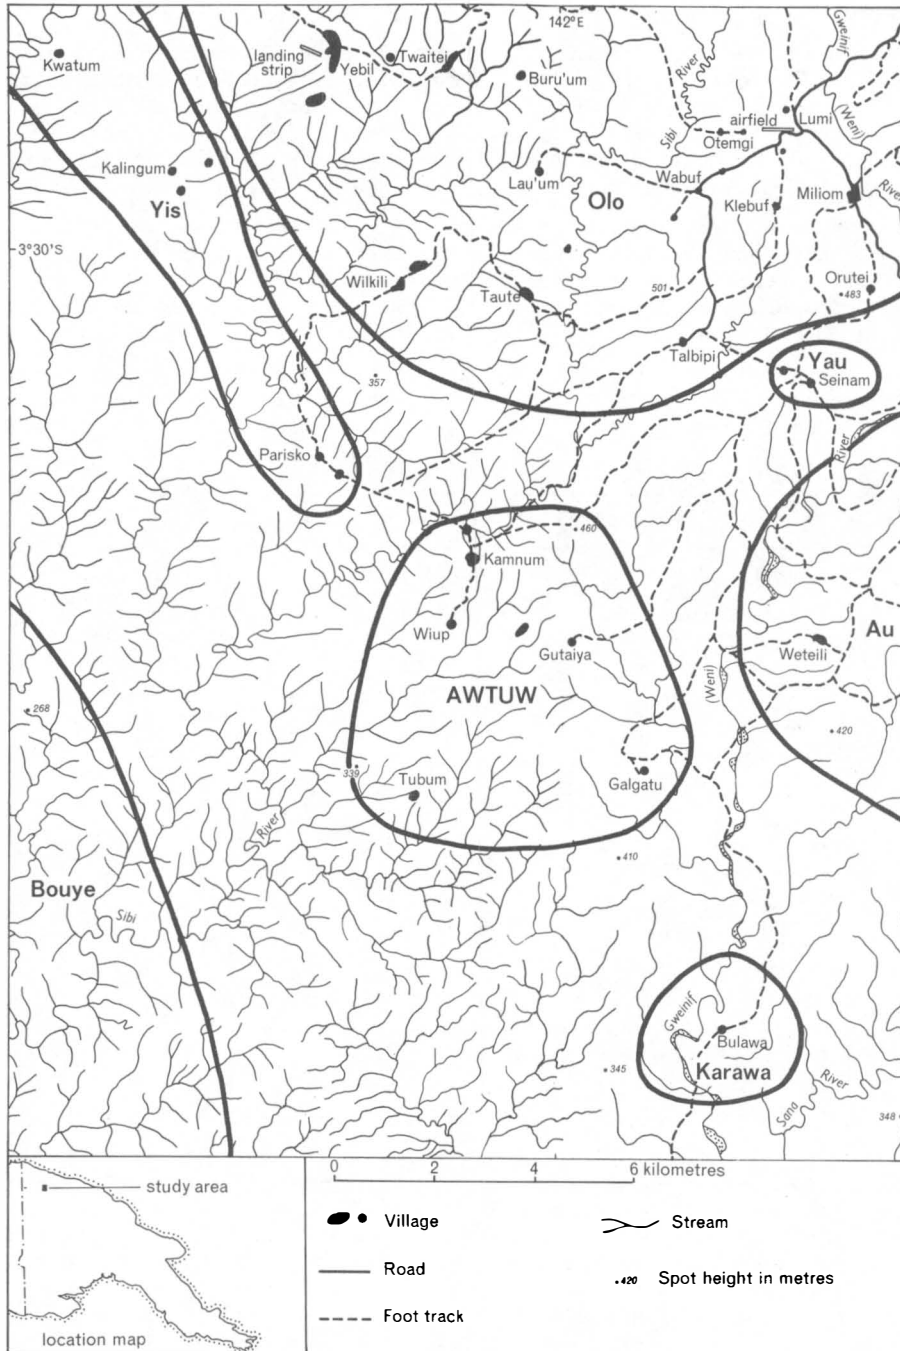 142°E
Gweinif
Kwatum
landing
strip
Yebil
Twaitei
Buru'um
River
airfield
Lumi
(Weni)
Otemgi
Sibi
Kalingum
Yis
Lau'um
Wabuf
Olo
Klebuf
Miliom
River
3°30'S
Wilkili
Taute
501
Orutei
483
Talbipi
Yau
Seinam
357
Parisko
River
460
Kamnum
Wiup
Gutaiya
Weteili
Au
(Weni)
AWTUW
268
420
339
Tubum
Galgatu
River
410
Bouye
Sibi
Gweinif
Bulawa
Karawa
345
Sana
River
348
0 2 4 6 kilometres
study area
location map
Village
Stream
Road
420 Spot height in metres
Foot track